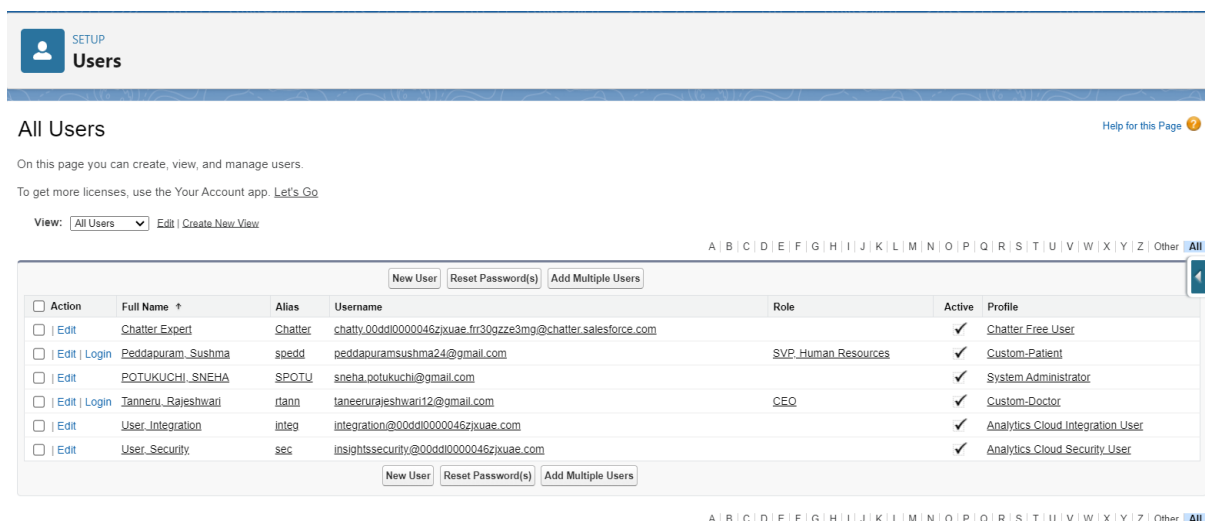 SETUP
Users
All Users
Help for this Page ?
On this page you can create, view, and manage users.
To get more licenses, use the Your Account app. Let's Go
View: All Users Edit | Create New View
A | B | C | D | E | F | G | H | I | J | K | L | M | N | O | P | Q | R | S | T | U | V | W | X | Y | Z | Other All
New User Reset Password(s) Add Multiple Users
Action Full Name ↑ Alias Username Role Active Profile
| Edit Chatter Expert Chatter chatty.00ddl0000046zjxuae.frr30gzze3mg@chatter.salesforce.com ✓ Chatter Free User
| Edit | Login Peddapuram, Sushma spedd peddapuramsushma24@gmail.com SVP, Human Resources ✓ Custom-Patient
| Edit POTUKUCHI, SNEHA SPOTU sneha.potukuchi@gmail.com ✓ System Administrator
| Edit | Login Tanneru, Rajeshwari rtann taneerurajeshwari12@gmail.com CEO ✓ Custom-Doctor
| Edit User, Integration integ integration@00ddl0000046zjxuae.com ✓ Analytics Cloud Integration User
| Edit User, Security sec insightssecurity@00ddl0000046zjxuae.com ✓ Analytics Cloud Security User
New User Reset Password(s) Add Multiple Users
A | B | C | D | E | F | G | H | I | J | K | L | M | N | O | P | Q | R | S | T | U | V | W | X | Y | Z | Other All